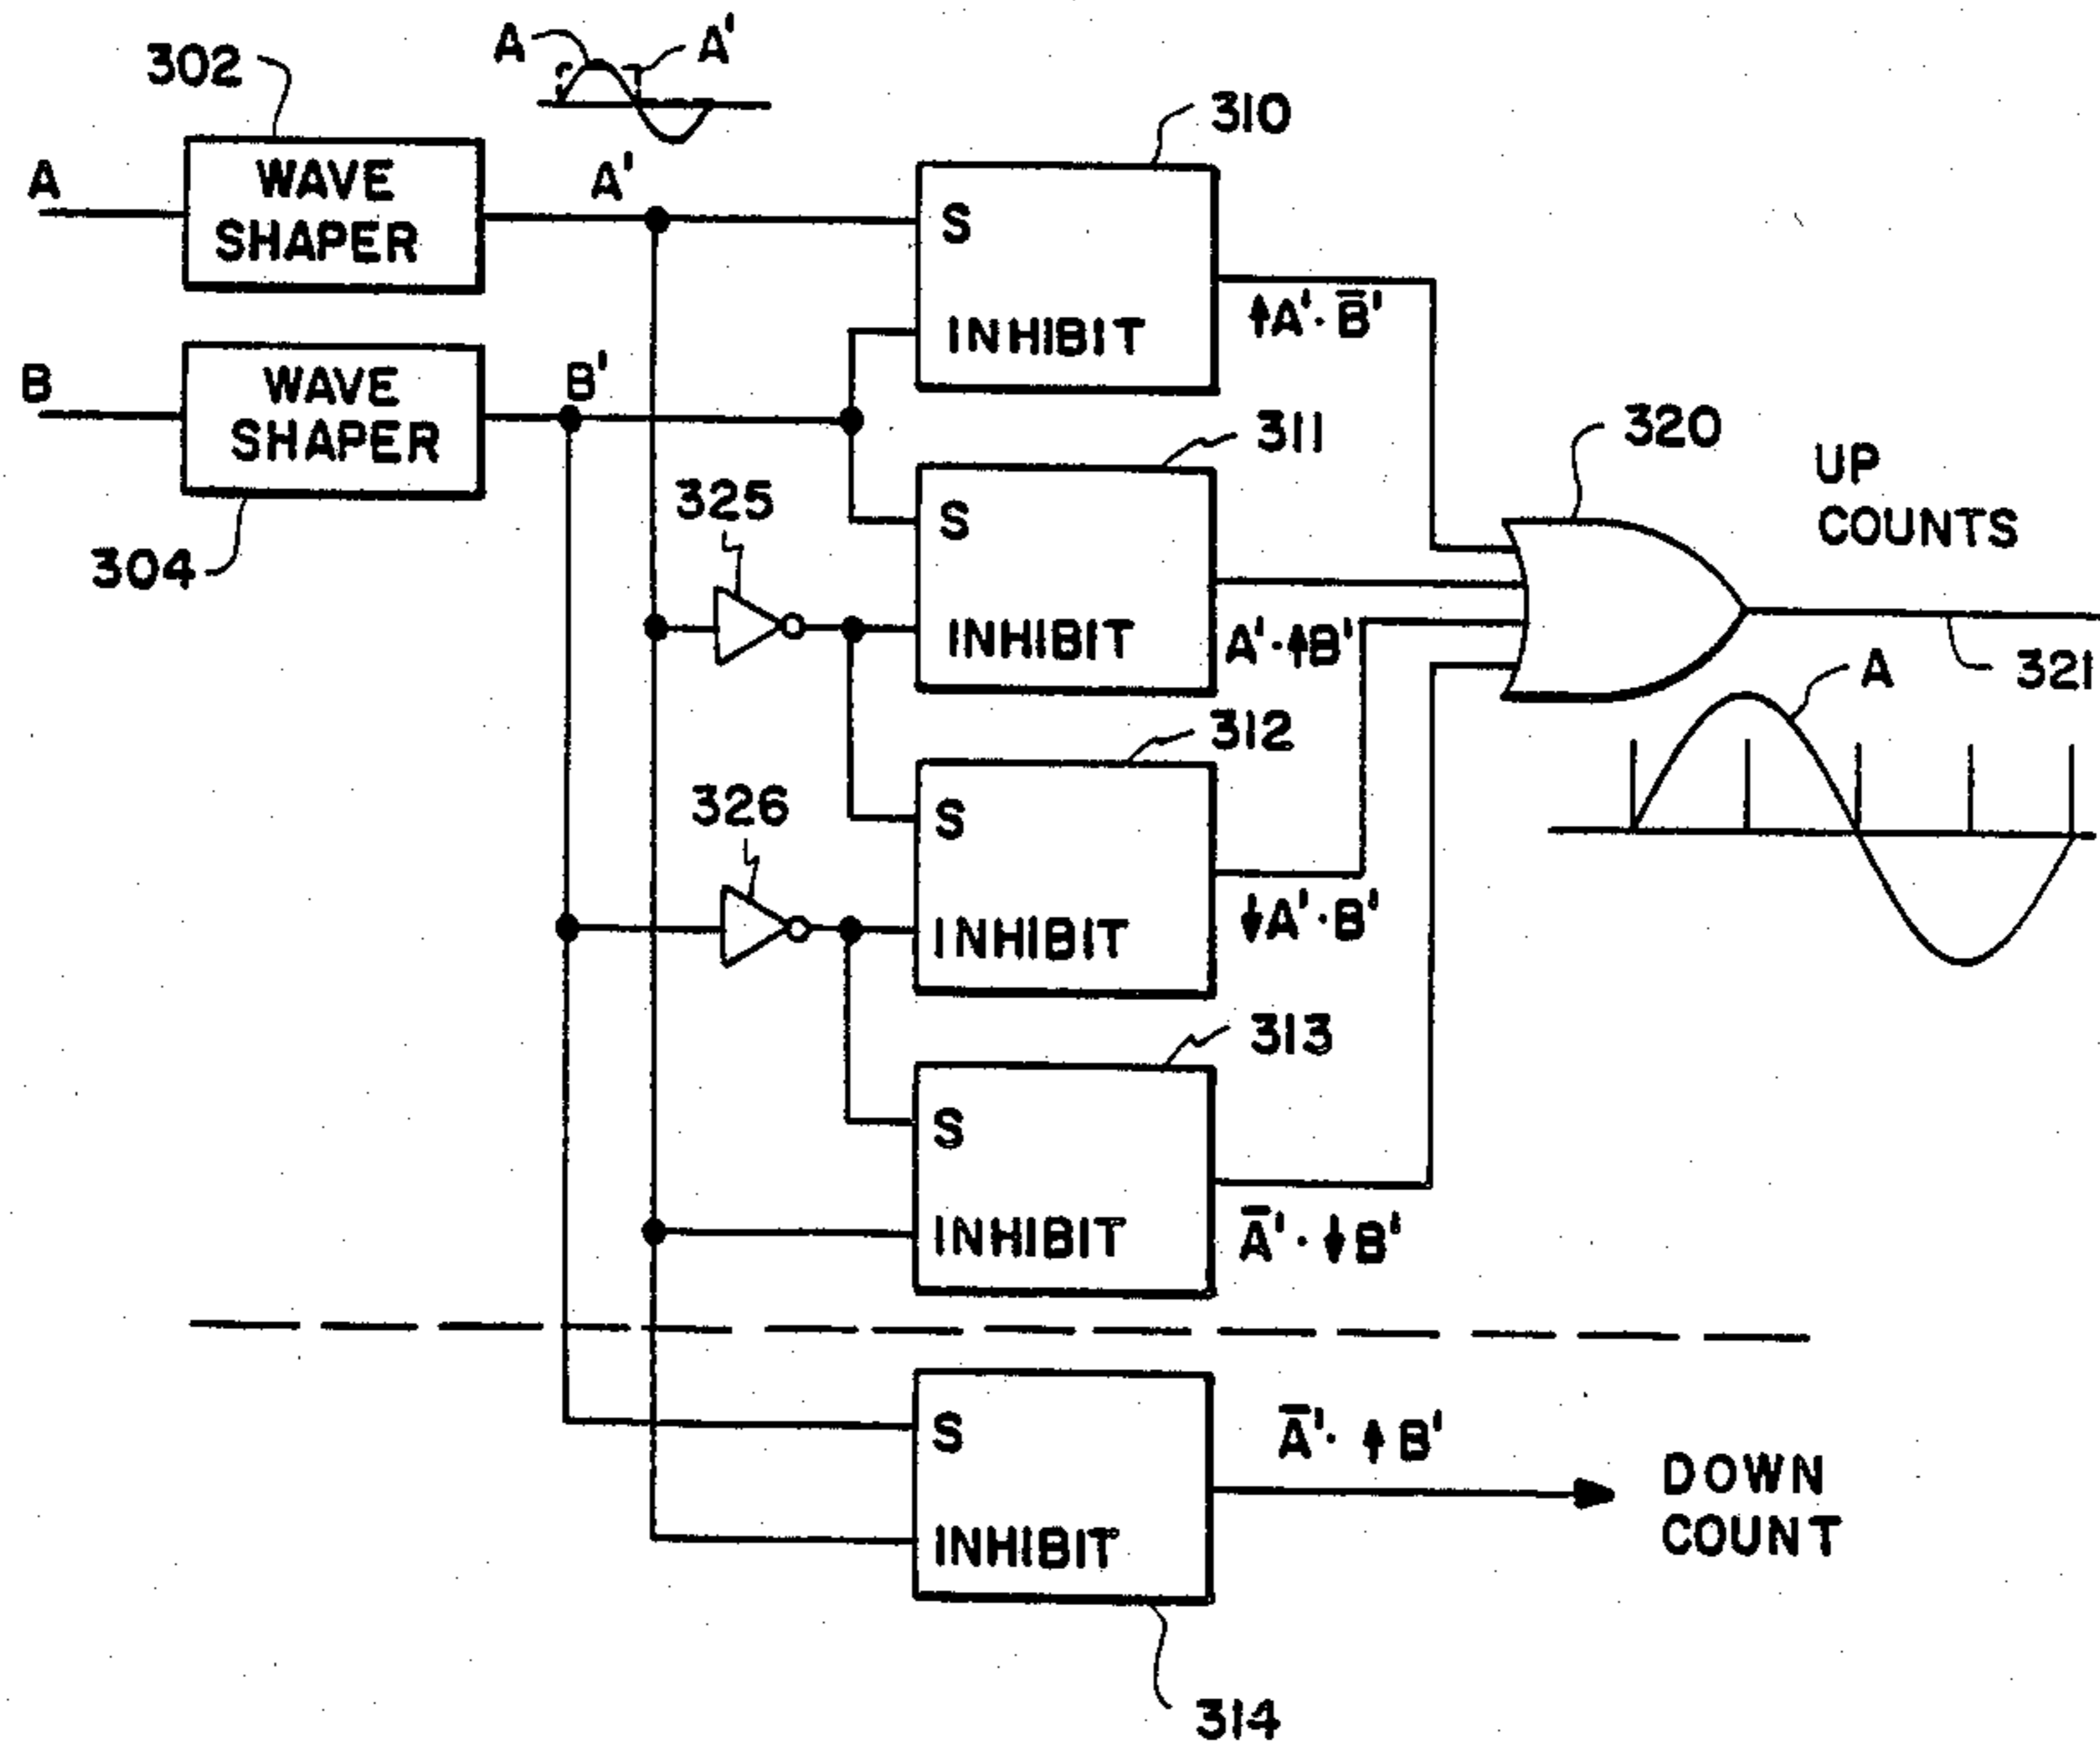 A
A'
302
310
A
WAVE
SHAPER
A'
S
INHIBIT
↑A'·B̅'
B
WAVE
SHAPER
B'
304
311
320
UP
COUNTS
325
S
INHIBIT
A'·↑B'
321
A
312
326
S
INHIBIT
↓A'·B'
313
S
INHIBIT
A̅'·↓B'
S
INHIBIT
A̅'·↑B'
DOWN
COUNT
314